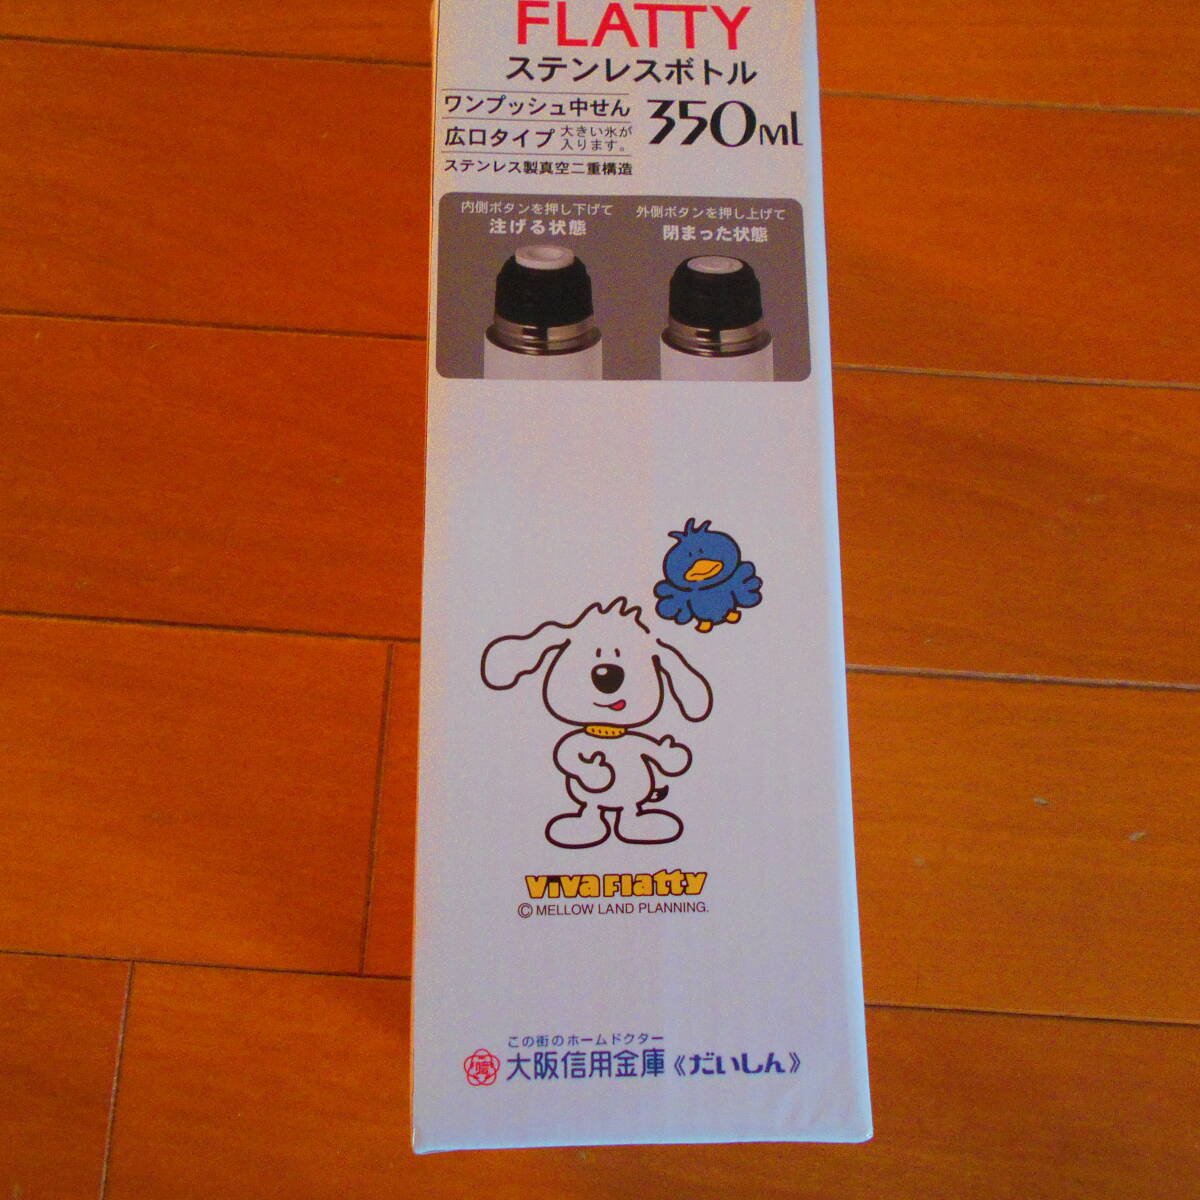 FLATTY
ステンレスボトル
ワンプッシュ中せん
広口タイプ 大きい氷が入ります。
350ml
ステンレス製真空二重構造
内側ボタンを押し下げて
注げる状態
外側ボタンを押し上げて
閉まった状態
ViVa Flatty
© MELLOW LAND PLANNING.
この街のホームドクター
大阪信用金庫《だいしん》